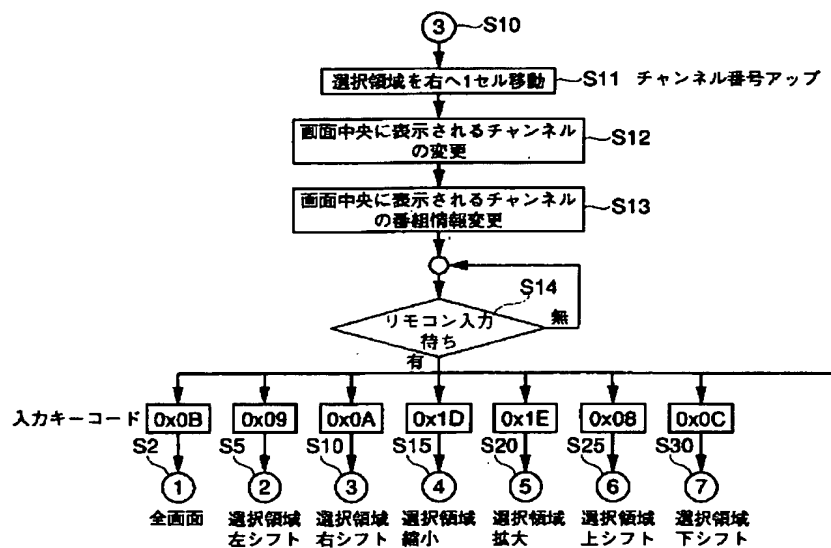 ③ S10
選択領域を右へ1セル移動 S11 チャンネル番号アップ
画面中央に表示されるチャンネル
の変更
S12
画面中央に表示されるチャンネル
の番組情報変更
S13
S14
リモコン入力
待ち
無
有
入力キーコード 0x0B 0x09 0x0A 0x1D 0x1E 0x08 0x0C
S2 S5 S10 S15 S20 S25 S30
① ② ③ ④ ⑤ ⑥ ⑦
全画面 選択領域 選択領域 選択領域 選択領域 選択領域 選択領域
左シフト 右シフト 縮小 拡大 上シフト 下シフト